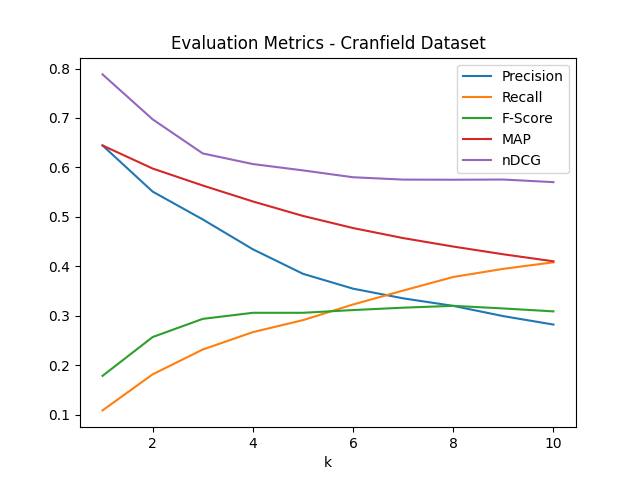 Evaluation Metrics - Cranfield Dataset
0.8
0.7
0.6
0.5
0.4
0.3
0.2
0.1
Precision
Recall
F-Score
MAP
nDCG
2 4 6 8 10
k